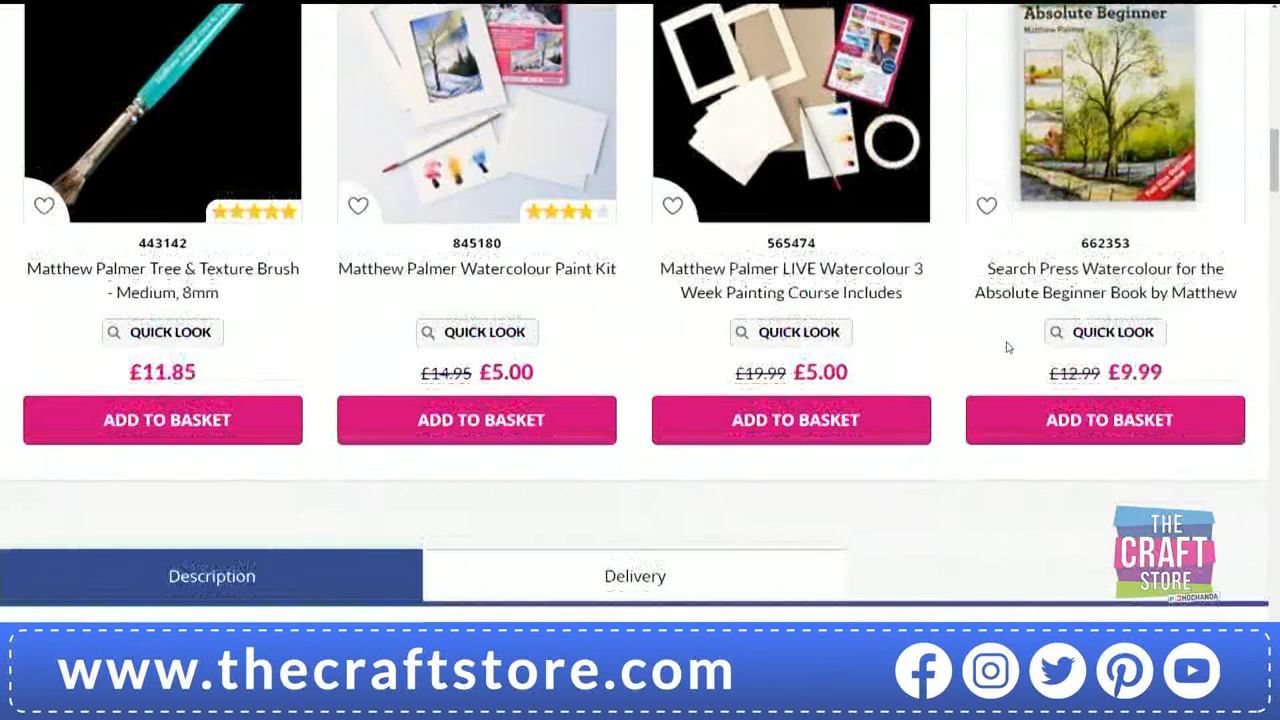 Absolute Beginner
Matthew Palmer
443142
Matthew Palmer Tree & Texture Brush
- Medium, 8mm
QUICK LOOK
£11.85
ADD TO BASKET
845180
Matthew Palmer Watercolour Paint Kit
QUICK LOOK
£14.95 £5.00
ADD TO BASKET
565474
Matthew Palmer LIVE Watercolour 3
Week Painting Course Includes
QUICK LOOK
£19.99 £5.00
ADD TO BASKET
662353
Search Press Watercolour for the
Absolute Beginner Book by Matthew
QUICK LOOK
£12.99 £9.99
ADD TO BASKET
Description
Delivery
THE
CRAFT
STORE
HOCHANDA
www.thecraftstore.com